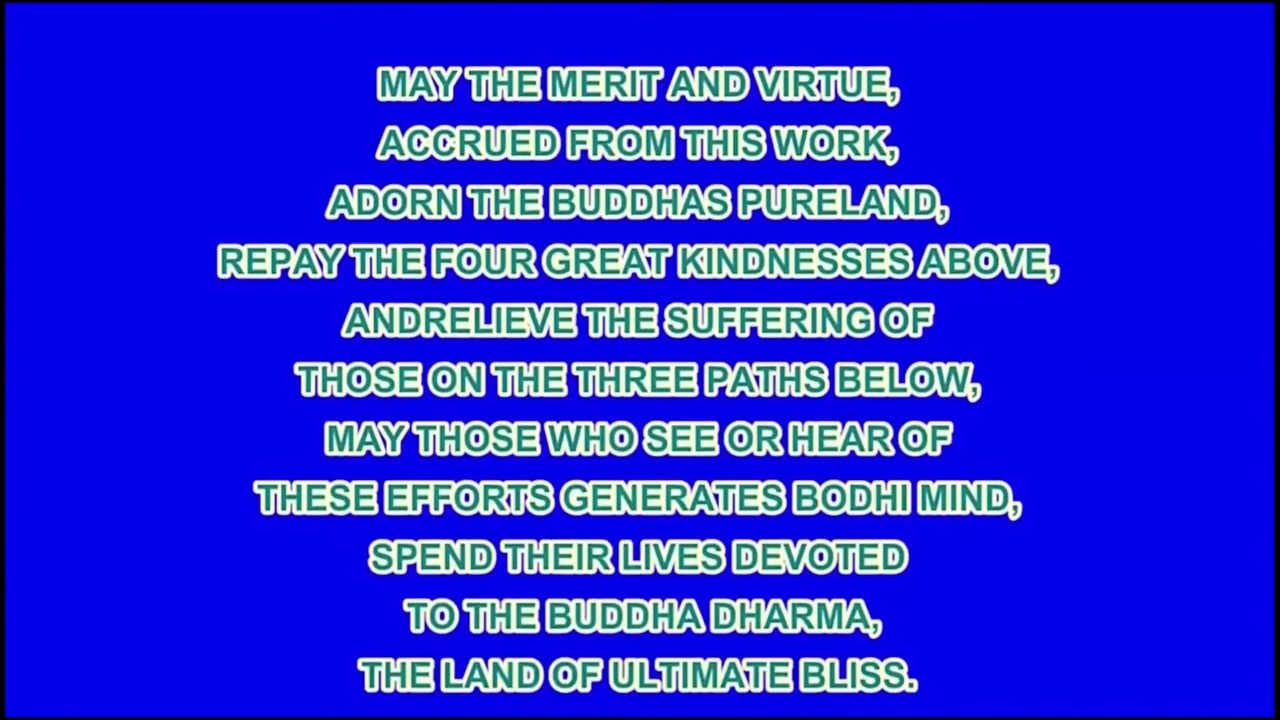 MAY THE MERIT AND VIRTUE,
ACCRUED FROM THIS WORK,
ADORN THE BUDDHAS PURELAND,
REPAY THE FOUR GREAT KINDNESSES ABOVE,
ANDRELIEVE THE SUFFERING OF
THOSE ON THE THREE PATHS BELOW,
MAY THOSE WHO SEE OR HEAR OF
THESE EFFORTS GENERATES BODHI MIND,
SPEND THEIR LIVES DEVOTED
TO THE BUDDHA DHARMA,
THE LAND OF ULTIMATE BLISS.